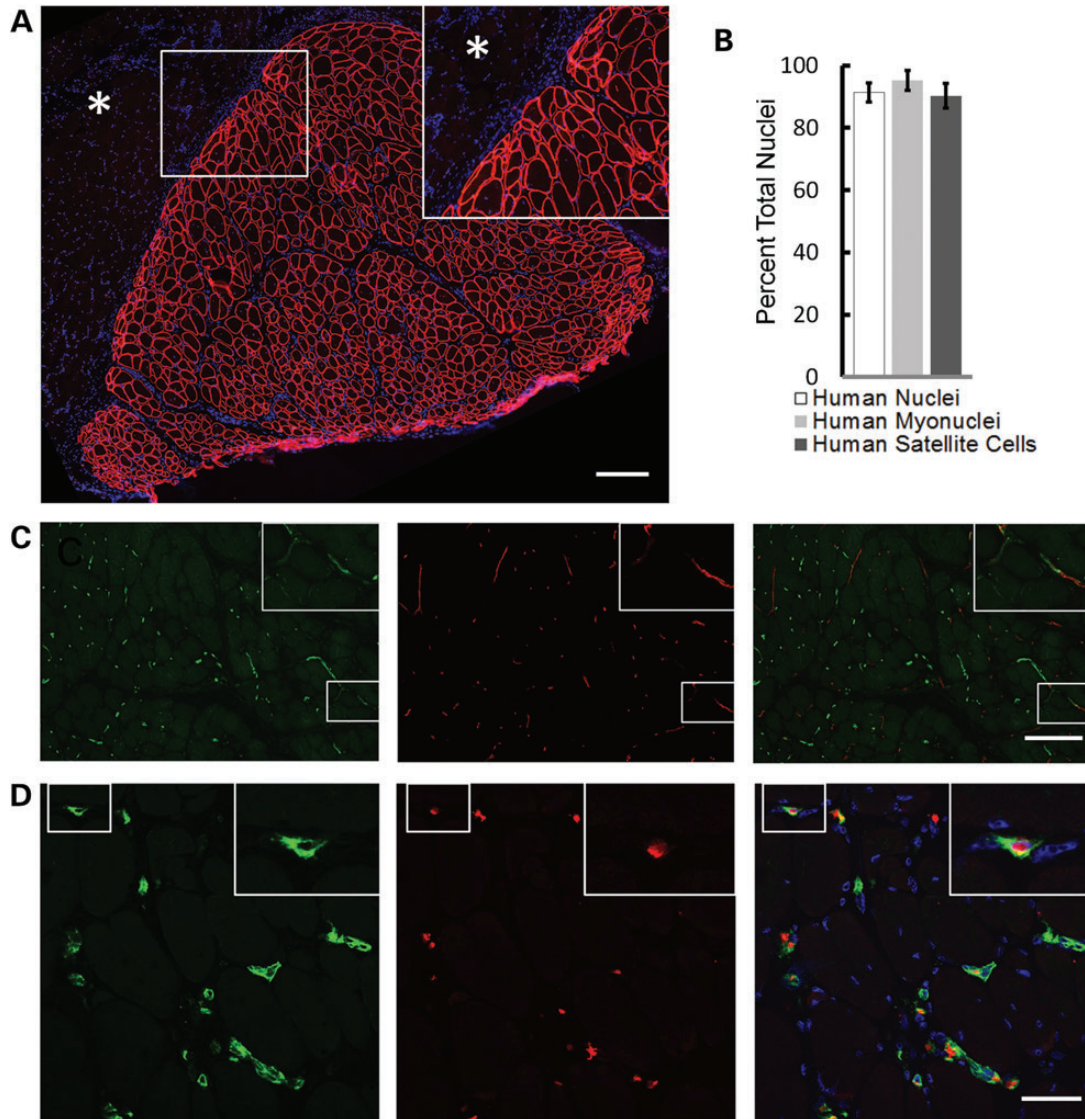 A
*
*
B
100
80
60
40
20
0
Percent Total Nuclei
Human Nuclei
Human Myonuclei
Human Satellite Cells
C
C
D